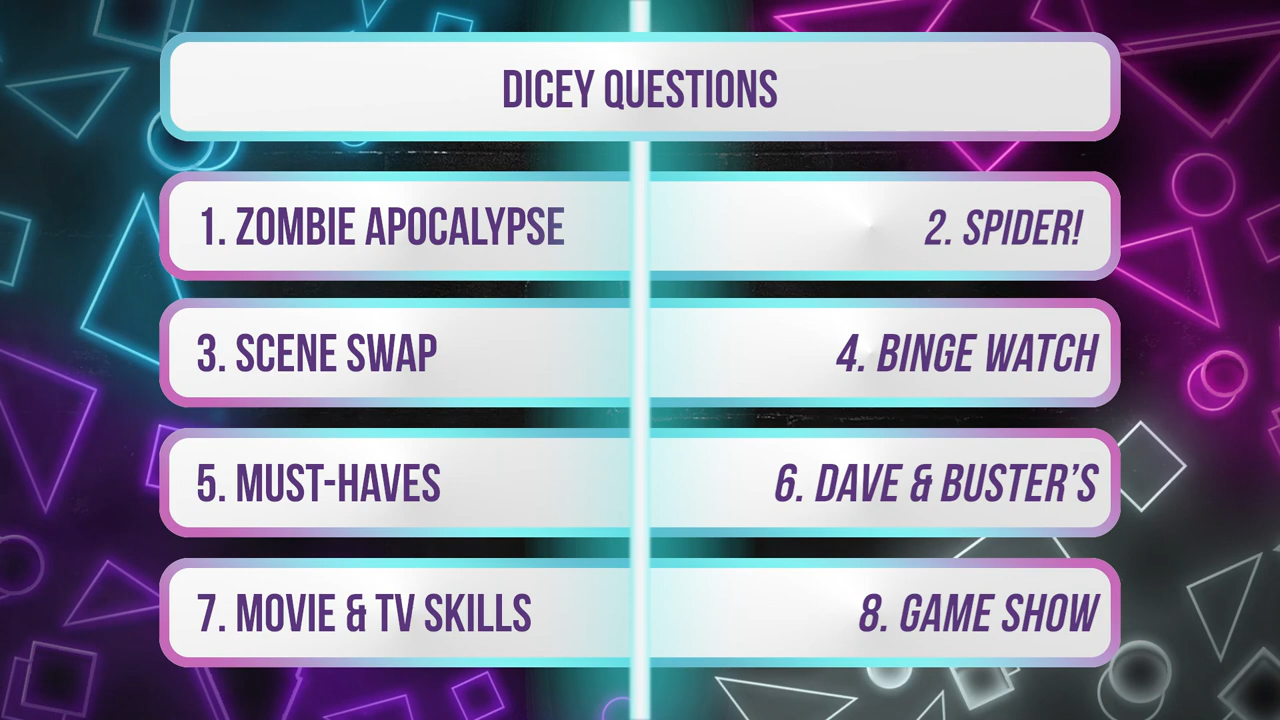 DICEY QUESTIONS
1. ZOMBIE APOCALYPSE
2. SPIDER!
3. SCENE SWAP
4. BINGE WATCH
5. MUST-HAVES
6. DAVE & BUSTER’S
7. MOVIE & TV SKILLS
8. GAME SHOW